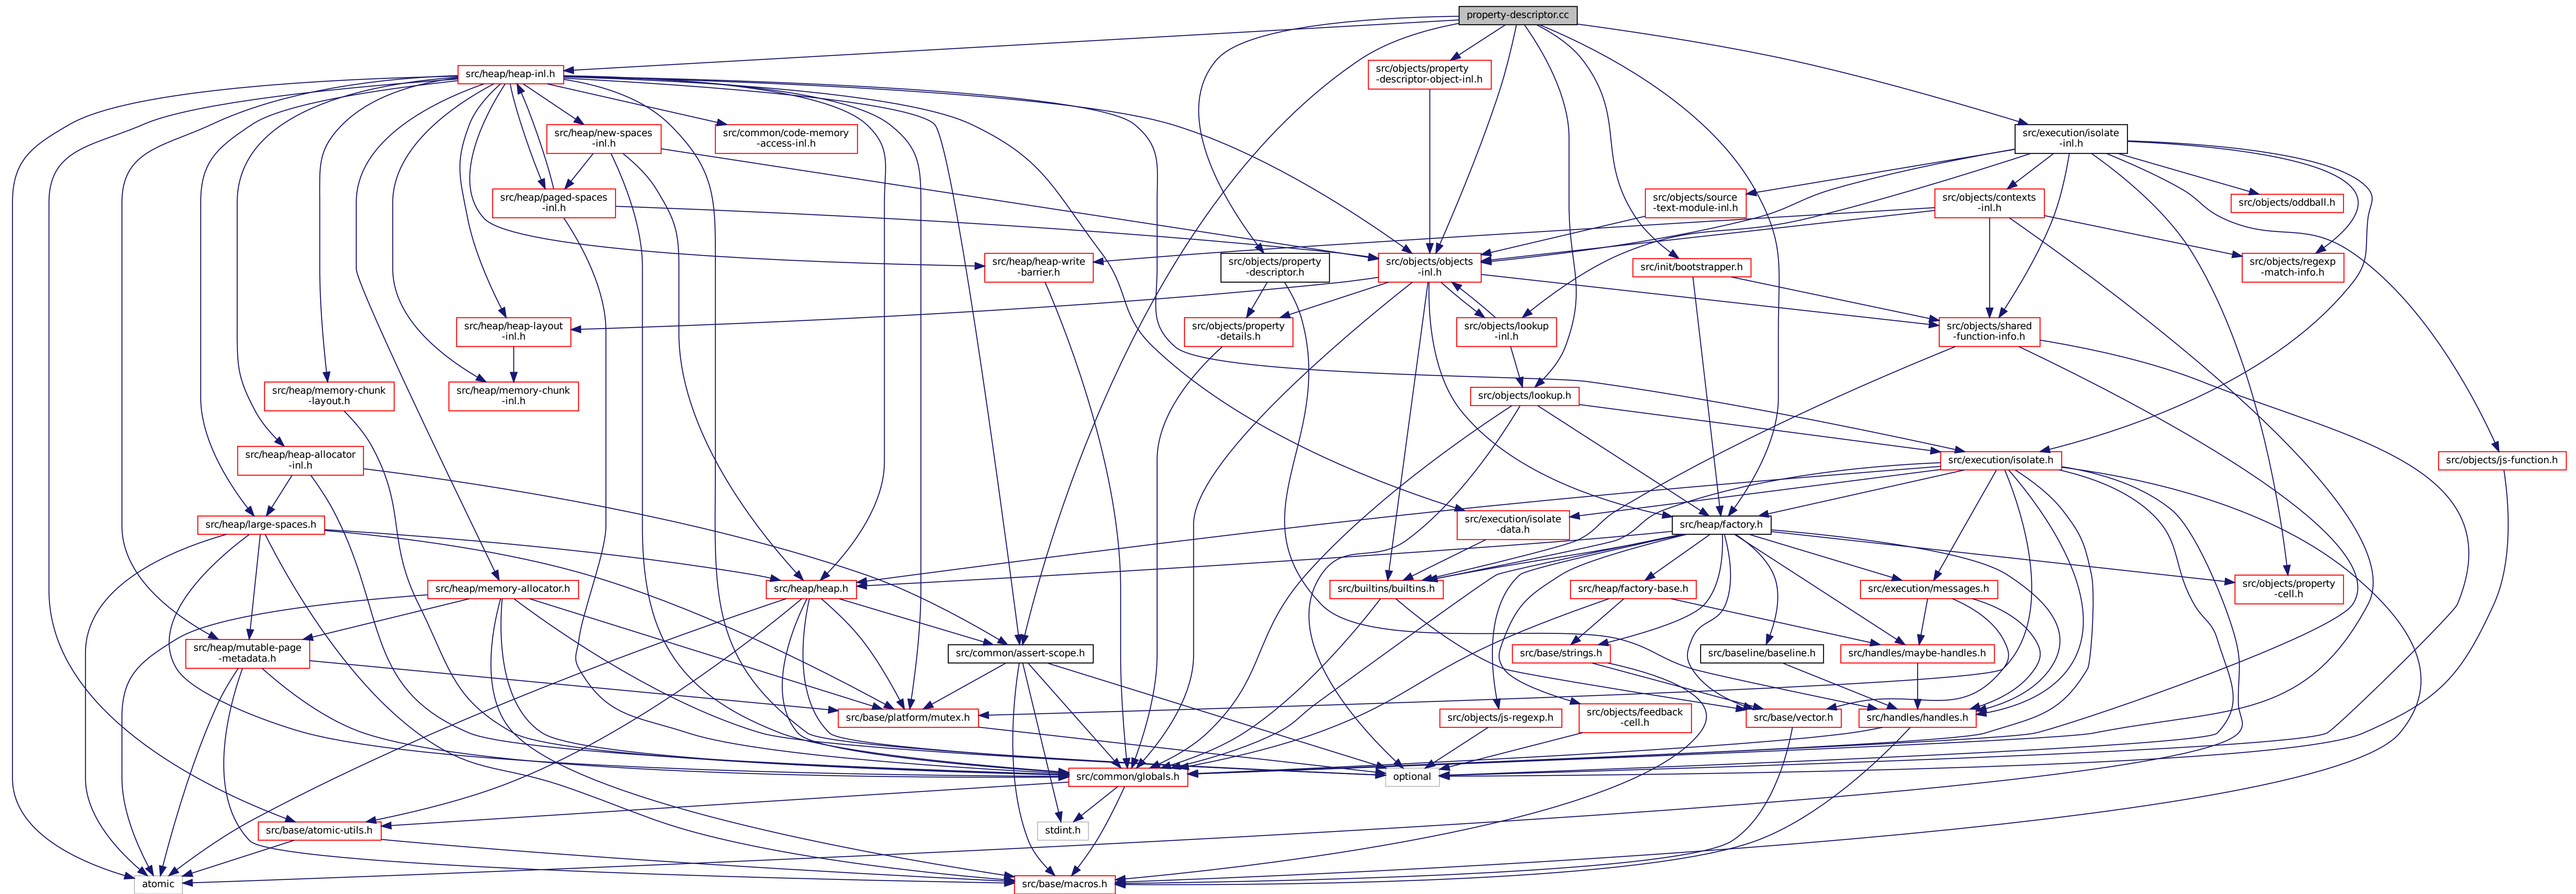 property-descriptor.cc
src/heap/heap-inl.h
src/objects/property
-descriptor-object-inl.h
src/heap/new-spaces
-inl.h
src/common/code-memory
-access-inl.h
src/execution/isolate
-inl.h
src/heap/paged-spaces
-inl.h
src/objects/source
-text-module-inl.h
src/objects/contexts
-inl.h
src/objects/oddball.h
src/heap/heap-write
-barrier.h
src/objects/property
-descriptor.h
src/objects/objects
-inl.h
src/init/bootstrapper.h
src/objects/regexp
-match-info.h
src/heap/heap-layout
-inl.h
src/objects/property
-details.h
src/objects/lookup
-inl.h
src/objects/shared
-function-info.h
src/heap/memory-chunk
-layout.h
src/heap/memory-chunk
-inl.h
src/objects/lookup.h
src/heap/heap-allocator
-inl.h
src/execution/isolate.h
src/objects/js-function.h
src/heap/large-spaces.h
src/execution/isolate
-data.h
src/heap/factory.h
src/heap/memory-allocator.h
src/heap/heap.h
src/builtins/builtins.h
src/heap/factory-base.h
src/execution/messages.h
src/objects/property
-cell.h
src/heap/mutable-page
-metadata.h
src/common/assert-scope.h
src/base/strings.h
src/baseline/baseline.h
src/handles/maybe-handles.h
src/base/platform/mutex.h
src/objects/js-regexp.h
src/objects/feedback
-cell.h
src/base/vector.h
src/handles/handles.h
src/common/globals.h
optional
src/base/atomic-utils.h
stdint.h
atomic
src/base/macros.h